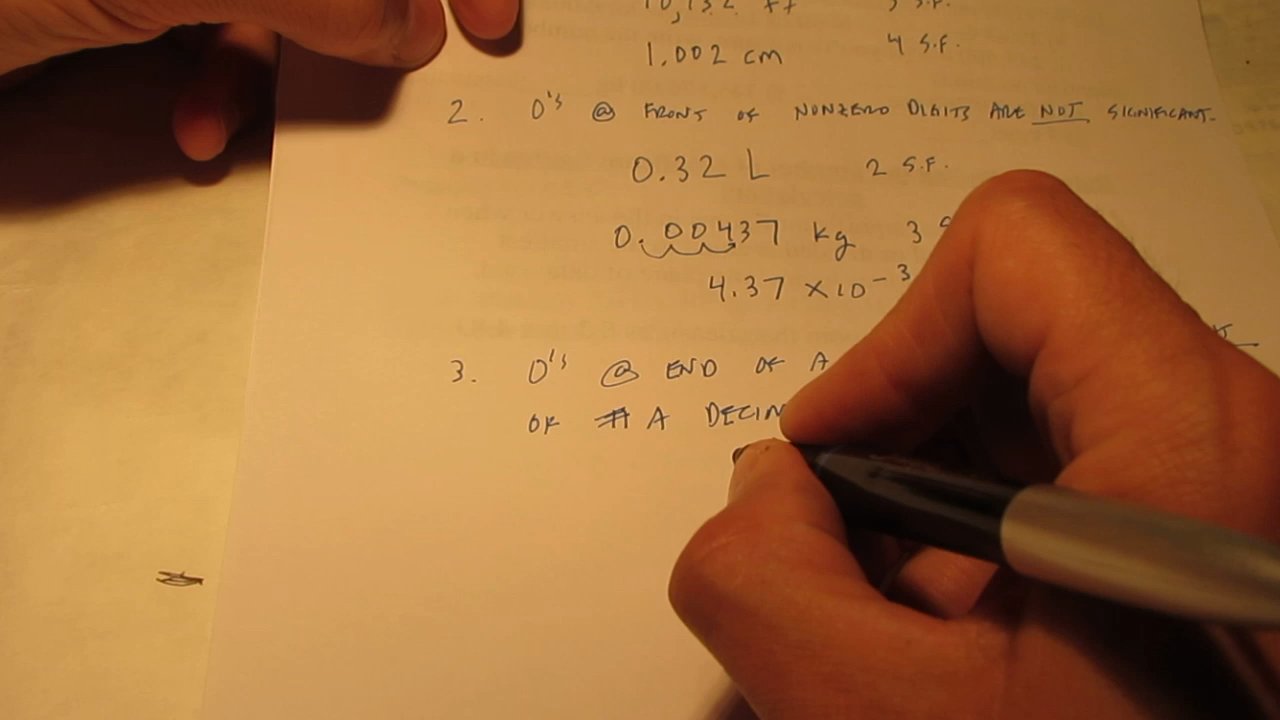 1.002 cm 4 S.F.
2. 0's @ FRONT OF NONZERO DIGITS ARE NOT SIGNIFICANT.
0.32 L 2 S.F.
0.00437 kg 3
4.37 × 10⁻³
3. 0's @ END OF A
OF A